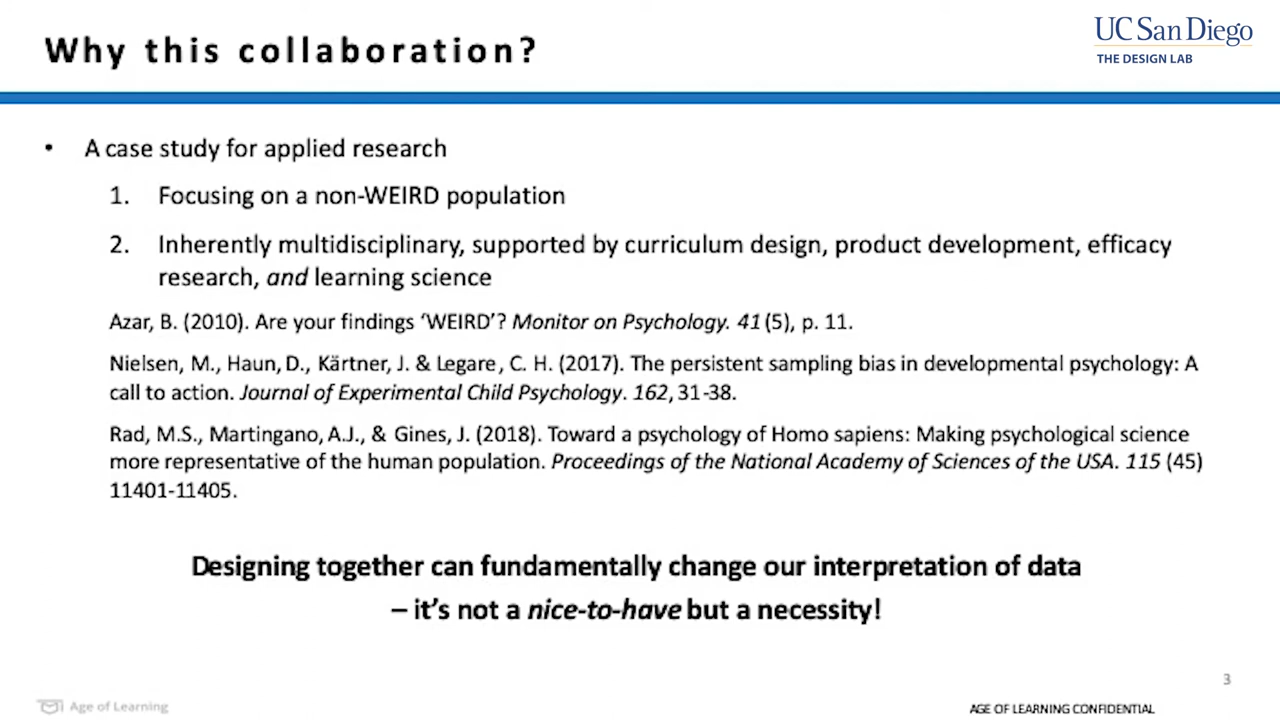 Why this collaboration?
UC San Diego
THE DESIGN LAB
• A case study for applied research
1. Focusing on a non-WEIRD population
2. Inherently multidisciplinary, supported by curriculum design, product development, efficacy
research, and learning science
Azar, B. (2010). Are your findings ‘WEIRD’? Monitor on Psychology. 41 (5), p. 11.
Nielsen, M., Haun, D., Kärtner, J. & Legare, C. H. (2017). The persistent sampling bias in developmental psychology: A
call to action. Journal of Experimental Child Psychology. 162, 31-38.
Rad, M.S., Martingano, A.J., & Gines, J. (2018). Toward a psychology of Homo sapiens: Making psychological science
more representative of the human population. Proceedings of the National Academy of Sciences of the USA. 115 (45)
11401-11405.
Designing together can fundamentally change our interpretation of data
– it’s not a nice-to-have but a necessity!
3
Age of Learning
AGE OF LEARNING CONFIDENTIAL